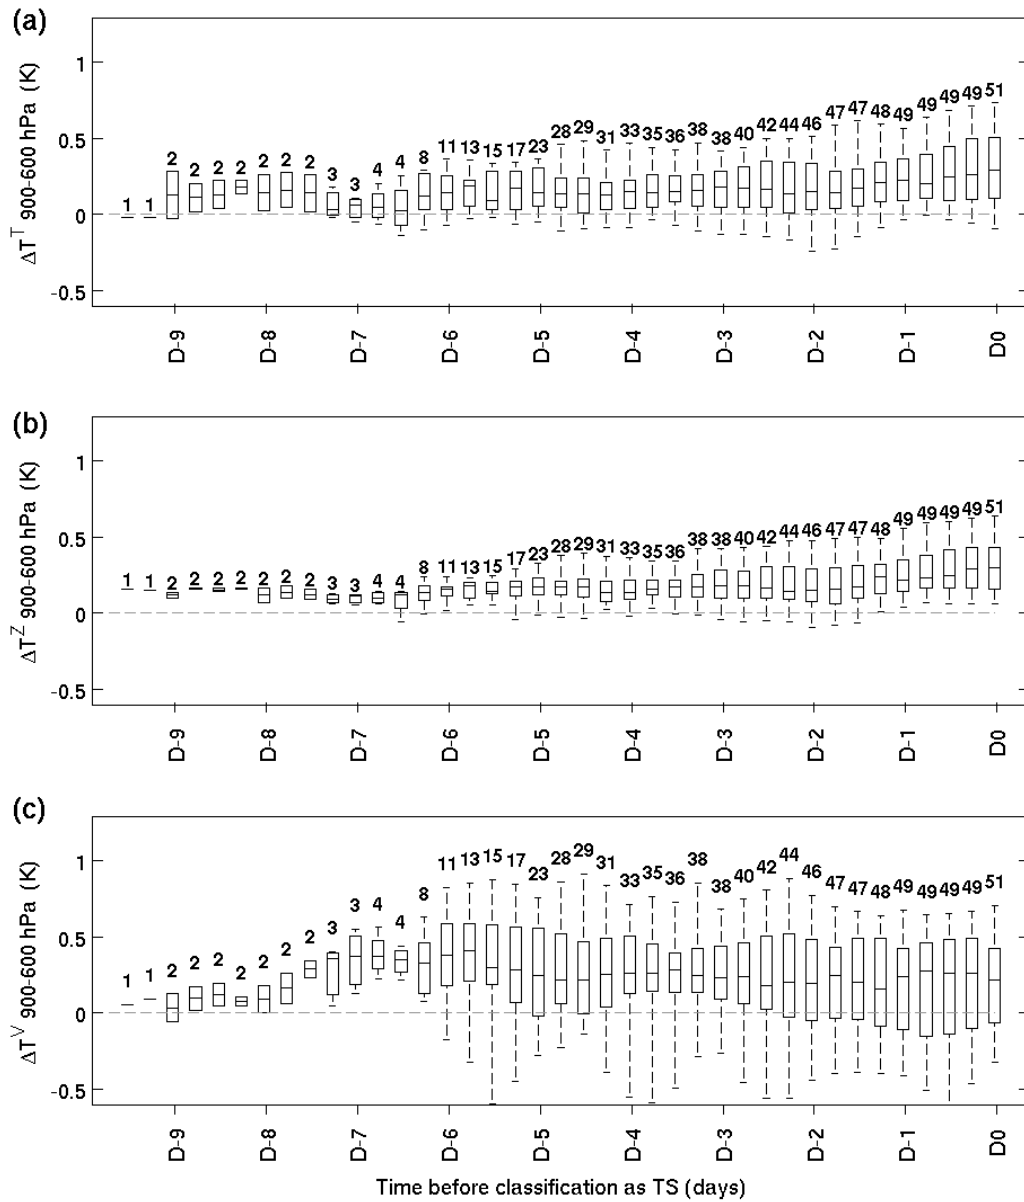 (a)
ΔT^T 900-600 hPa (K)
1
0.5
0
-0.5
1 1 2 2 2 2 2 2 2 3 3 4 4 8 11 13 15 17 23 28 29 31 33 35 36 38 38 40 42 44 46 47 47 48 49 49 49 49 51
D-9 D-8 D-7 D-6 D-5 D-4 D-3 D-2 D-1 D0
(b)
ΔT^Z 900-600 hPa (K)
1
0.5
0
-0.5
1 1 2 2 2 2 2 2 2 3 3 4 4 8 11 13 15 17 23 28 29 31 33 35 36 38 38 40 42 44 46 47 47 48 49 49 49 49 51
D-9 D-8 D-7 D-6 D-5 D-4 D-3 D-2 D-1 D0
(c)
ΔT^V 900-600 hPa (K)
1
0.5
0
-0.5
1 1 2 2 2 2 2 2 2 3 3 4 4 8 11 13 15 17 23 28 29 31 33 35 36 38 38 40 42 44 46 47 47 48 49 49 49 49 51
D-9 D-8 D-7 D-6 D-5 D-4 D-3 D-2 D-1 D0
Time before classification as TS (days)